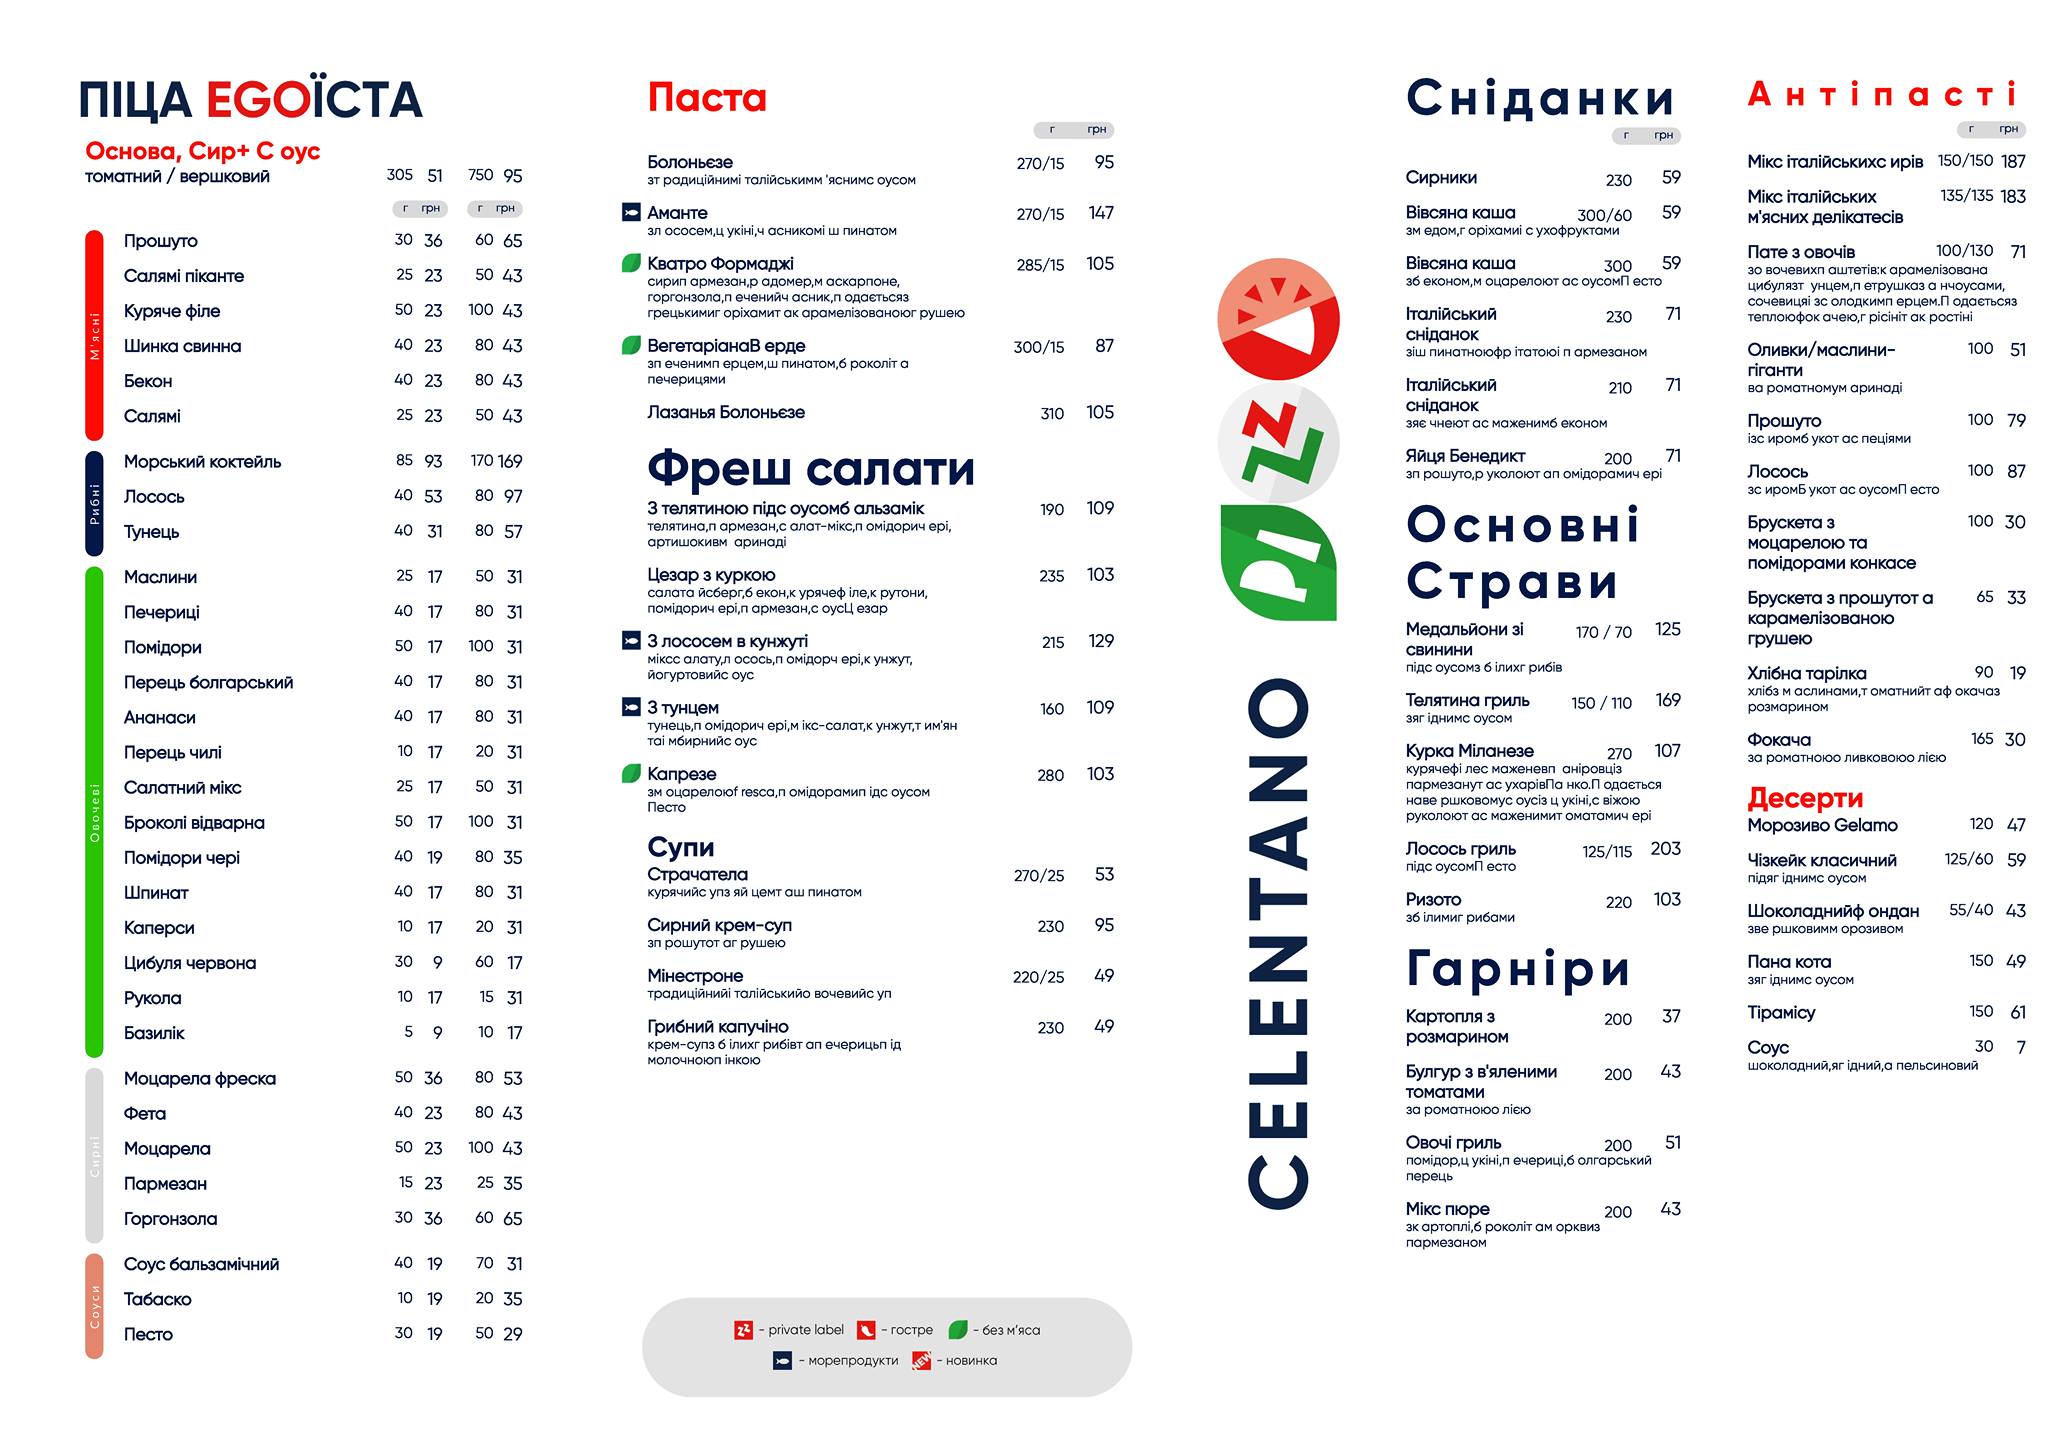 ПІЦА EGOЇСТА
Основа, Сир+ С оус
томатний / вершковий 305 51 750 95
г грн г грн
М'ясні
Прошуто 30 36 60 65
Салямі піканте 25 23 50 43
Куряче філе 50 23 100 43
Шинка свинна 40 23 80 43
Бекон 40 23 80 43
Салямі 25 23 50 43
Рибні
Морський коктейль 85 93 170 169
Лосось 40 53 80 97
Тунець 40 31 80 57
Овочеві
Маслини 25 17 50 31
Печериці 40 17 80 31
Помідори 50 17 100 31
Перець болгарський 40 17 80 31
Ананаси 40 17 80 31
Перець чилі 10 17 20 31
Салатний мікс 25 17 50 31
Броколі відварна 50 17 100 31
Помідори чері 40 19 80 35
Шпинат 40 17 80 31
Каперси 10 17 20 31
Цибуля червона 30 9 60 17
Рукола 10 17 15 31
Базилік 5 9 10 17
Сирні
Моцарела фреска 50 36 80 53
Фета 40 23 80 43
Моцарела 50 23 100 43
Пармезан 15 23 25 35
Горгонзола 30 36 60 65
Соуси
Соус бальзамічний 40 19 70 31
Табаско 10 19 20 35
Песто 30 19 50 29
Паста
г грн
Болоньєзе 270/15 95
зт радиційнимі талійськимм 'яснимс оусом
Аманте 270/15 147
зл ососем,ц укіні,ч асникомі ш пинатом
Кватро Формаджі 285/15 105
сирип армезан,р адомер,м аскарпоне,
горгонзола,п ечениич асник,п одаєтьсяз
грецькимиг оріхамит ак арамелізованоюг рушею
ВегетаріанаВ ерде 300/15 87
зп еченимп ерцем,ш пинатом,б роколіт а
печерицями
Лазанья Болоньєзе 310 105
Фреш салати
З телятиною підс оусомб альзамік 190 109
телятина,п армезан,с алат-мікс,п омідорич ері,
артишокивм аринаді
Цезар з куркою 235 103
салата йсберг,б екон,к урячеф іле,к рутони,
помідорич ері,п армезан,с оусЦ езар
З лососем в кунжуті 215 129
міксс алату,л осось,п омідорч ері,к унжут,
йогуртовийс оус
З тунцем 160 109
тунець,п омідорич ері,м ікс-салат,к унжут,т им'ян
таі мбирнийс оус
Капрезе 280 103
зм оцарелоюf resca,п омідорамип ідс оусом
Песто
Супи
Страчатела 270/25 53
курячийс упз яй цемт аш пинатом
Сирний крем-суп 230 95
зп рошутот аг рушею
Мінестроне 220/25 49
традиційнийі талійськийо вочевийс уп
Грибний капучіно 230 49
крем-супз б ілихг рибівт ап ечерицьп ід
молочноюп інкою
- private label - гостре - без м'яса
- морепродукти NEW - новинка
PIZZA
CELENTANO
Сніданки
г грн
Сирники 230 59
Вівсяна каша 300/60 59
зм едом,г оріхамиі с ухофруктами
Вівсяна каша 300 59
зб економ,м оцарелоют ас оусомП есто
Італійський 230 71
сніданок
зіш пинатноюфр ітатоюі п армезаном
Італійський 210 71
сніданок
зяє чнеют ас маженимб економ
Яйця Бенедикт 200 71
зп рошуто,р уколоют ап омідорамич ері
Основні
Страви
Медальйони зі 170 / 70 125
свинини
підс оусомз б ілихг рибів
Телятина гриль 150 / 110 169
зяг іднимс оусом
Курка Міланезе 270 107
курячефі лес маженевп аніровціз
пармезанут ас ухарівПа нко.П одається
наве ршковомус оусіз ц укіні,с віжою
руколоют ас маженимит оматамич ері
Лосось гриль 125/115 203
підс оусомП есто
Ризото 220 103
зб ілимиг рибами
Гарніри
Картопля з 200 37
розмарином
Булгур з в'яленими 200 43
томатами
за роматноюо лією
Овочі гриль 200 51
помідор,ц укіні,п ечериці,б олгарський
перець
Мікс пюре 200 43
зк артоплі,б роколіт ам орквиз
пармезаном
Антіпасті
г грн
Мікс італійськихс ирів 150/150 187
Мікс італійських 135/135 183
м'ясних делікатесів
Пате з овочів 100/130 71
зо вочевихп аштетів:к арамелізована
цибулязт унцем,п етрушказ а нчоусами,
сочевиціяз с олодкимп ерцем.П одаєтьсяз
теплоюфок ачею,г рісініт ак ростіні
Оливки/маслини- 100 51
гіганти
ва роматномум аринаді
Прошуто 100 79
ізс иромб укот ас пеціями
Лосось 100 87
зс иромБ укот ас оусомП есто
Брускета з 100 30
моцарелою та
помідорами конкасе
Брускета з прошутот а 65 33
карамелізованою
грушею
Хлібна тарілка 90 19
хлібз м аслинами,т оматнийт аф окачаз
розмарином
Фокача 165 30
за роматноюо ливковоюо лією
Десерти
Морозиво Gelamo 120 47
Чізкейк класичний 125/60 59
підяг іднимс оусом
Шоколаднийф ондан 55/40 43
зве ршковимм орозивом
Пана кота 150 49
зяг іднимс оусом
Тірамісу 150 61
Соус 30 7
шоколадний,яг ідний,а пельсиновий